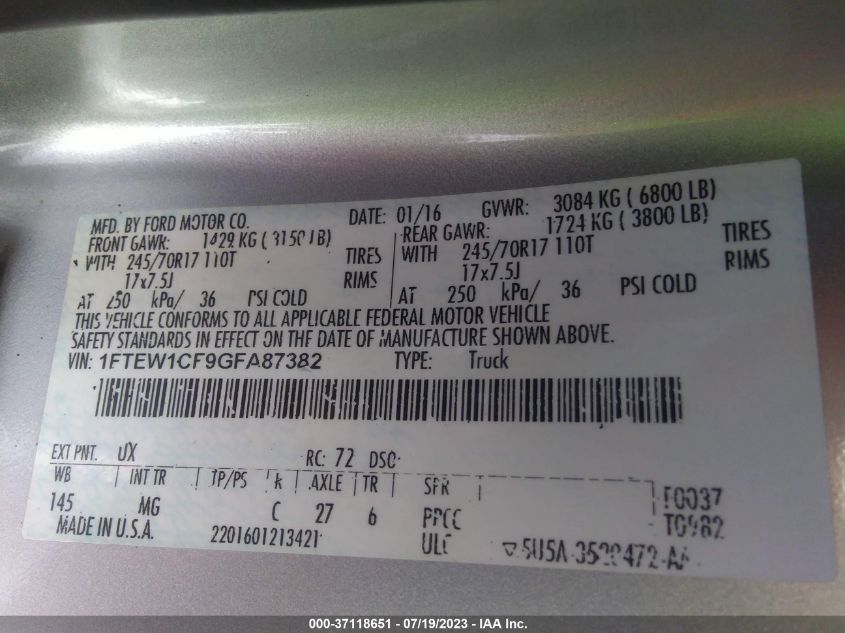 MFD. BY FORD MOTOR CO. DATE: 01/16 GVWR: 3084 KG ( 6800 LB)
FRONT GAWR: 1429 KG ( 3150 LB) REAR GAWR: 1724 KG ( 3800 LB)
WITH 245/70R17 110T TIRES WITH 245/70R17 110T TIRES
17x7.5J RIMS 17x7.5J RIMS
AT 250 kPa/ 36 PSI COLD AT 250 kPa/ 36 PSI COLD
THIS VEHICLE CONFORMS TO ALL APPLICABLE FEDERAL MOTOR VEHICLE
SAFETY STANDARDS IN EFFECT ON THE DATE OF MANUFACTURE SHOWN ABOVE.
VIN: 1FTEW1CF9GFA87382 TYPE: Truck
EXT PNT. UX RC: 72 DSO:
WB INT TR TP/PS R AXLE TR SPR
145 MG C 27 6 T0982
MADE IN U.S.A. 2201601213421
000-37118651 / 07/19/2023 - IAA Inc.